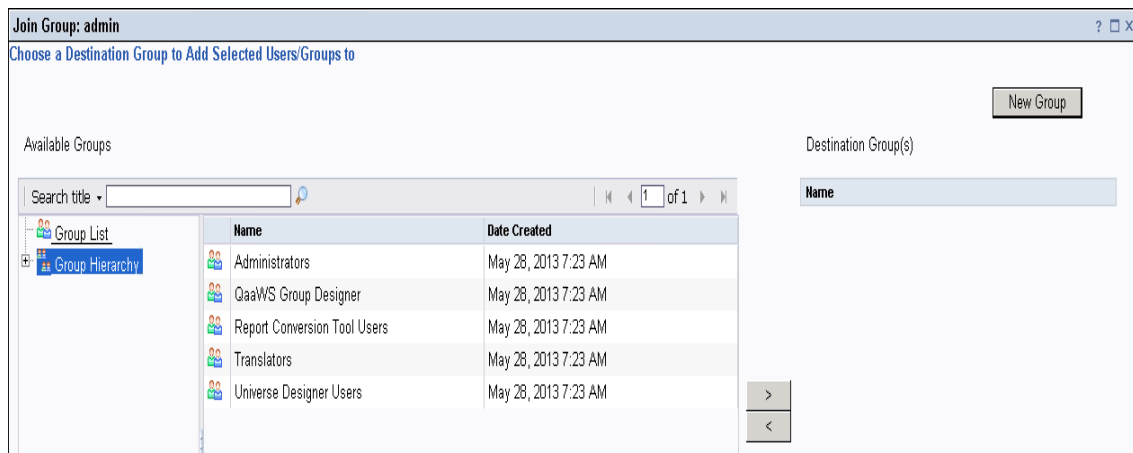 Join Group: admin
?
X
Choose a Destination Group to Add Selected Users/Groups to
New Group
Available Groups
Destination Group(s)
Search title
1 of 1
Name
Group List
Group Hierarchy
Name Date Created
Administrators May 28, 2013 7:23 AM
QaaWS Group Designer May 28, 2013 7:23 AM
Report Conversion Tool Users May 28, 2013 7:23 AM
Translators May 28, 2013 7:23 AM
Universe Designer Users May 28, 2013 7:23 AM
>
<